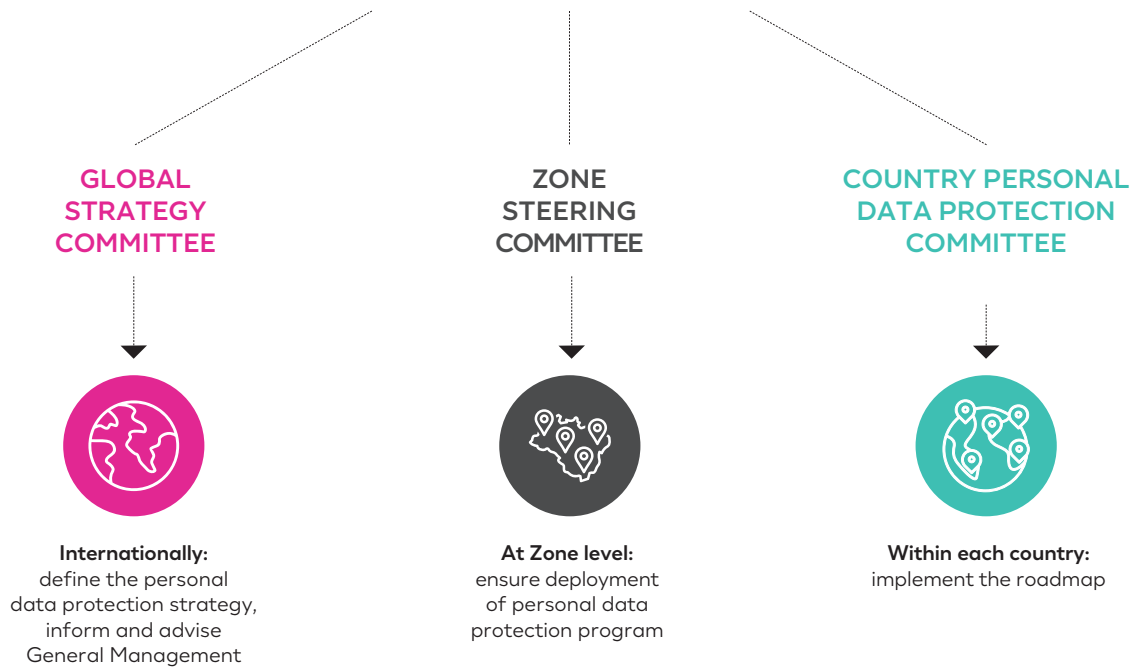 GLOBAL
STRATEGY
COMMITTEE
Internationally:
define the personal
data protection strategy,
inform and advise
General Management
ZONE
STEERING
COMMITTEE
At Zone level:
ensure deployment
of personal data
protection program
COUNTRY PERSONAL
DATA PROTECTION
COMMITTEE
Within each country:
implement the roadmap